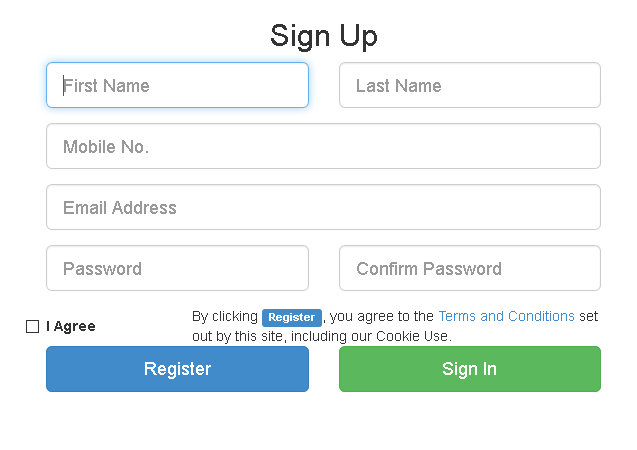 Sign Up
First Name
Last Name
Mobile No.
Email Address
Password
Confirm Password
I Agree
By clicking Register, you agree to the Terms and Conditions set
out by this site, including our Cookie Use.
Register
Sign In